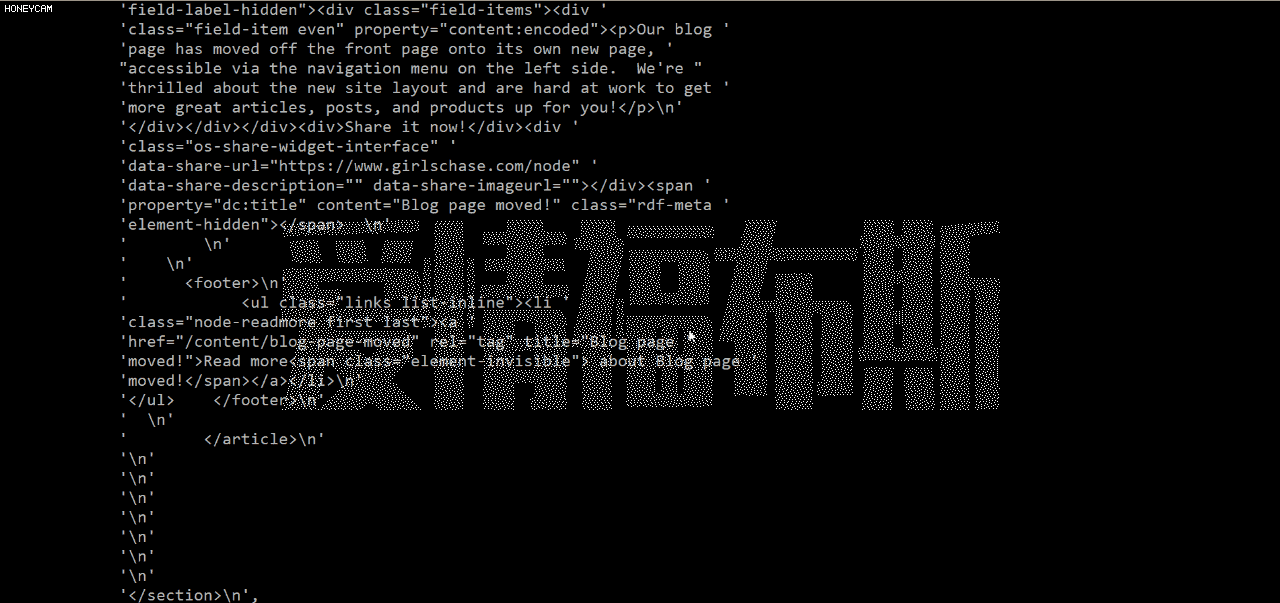 HONEYCAM
'field-label-hidden"><div class="field-items"><div '
'class="field-item even" property="content:encoded"><p>Our blog '
'page has moved off the front page onto its own new page, '
"accessible via the navigation menu on the left side.  We're "
'thrilled about the new site layout and are hard at work to get '
'more great articles, posts, and products up for you!</p>\n'
'</div></div></div><div>Share it now!</div><div '
'class="os-share-widget-interface" '
'data-share-url="https://www.girlschase.com/node" '
'data-share-description="" data-share-imageurl=""></div><span '
'property="dc:title" content="Blog page moved!" class="rdf-meta '
'element-hidden"></span>  \n'
'        \n'
'    \n'
'      <footer>\n'
'            <ul class="links list-inline"><li '
'class="node-readmore first last"><a '
'href="/content/blog-page-moved" rel="tag" title="Blog page '
'moved!">Read more<span class="element-invisible"> about Blog page '
'moved!</span></a></li>\n'
'</ul>    </footer>\n'
'  \n'
'        </article>\n'
'\n'
'\n'
'\n'
'\n'
'\n'
'\n'
'\n'
'</section>\n',
爱情福布斯